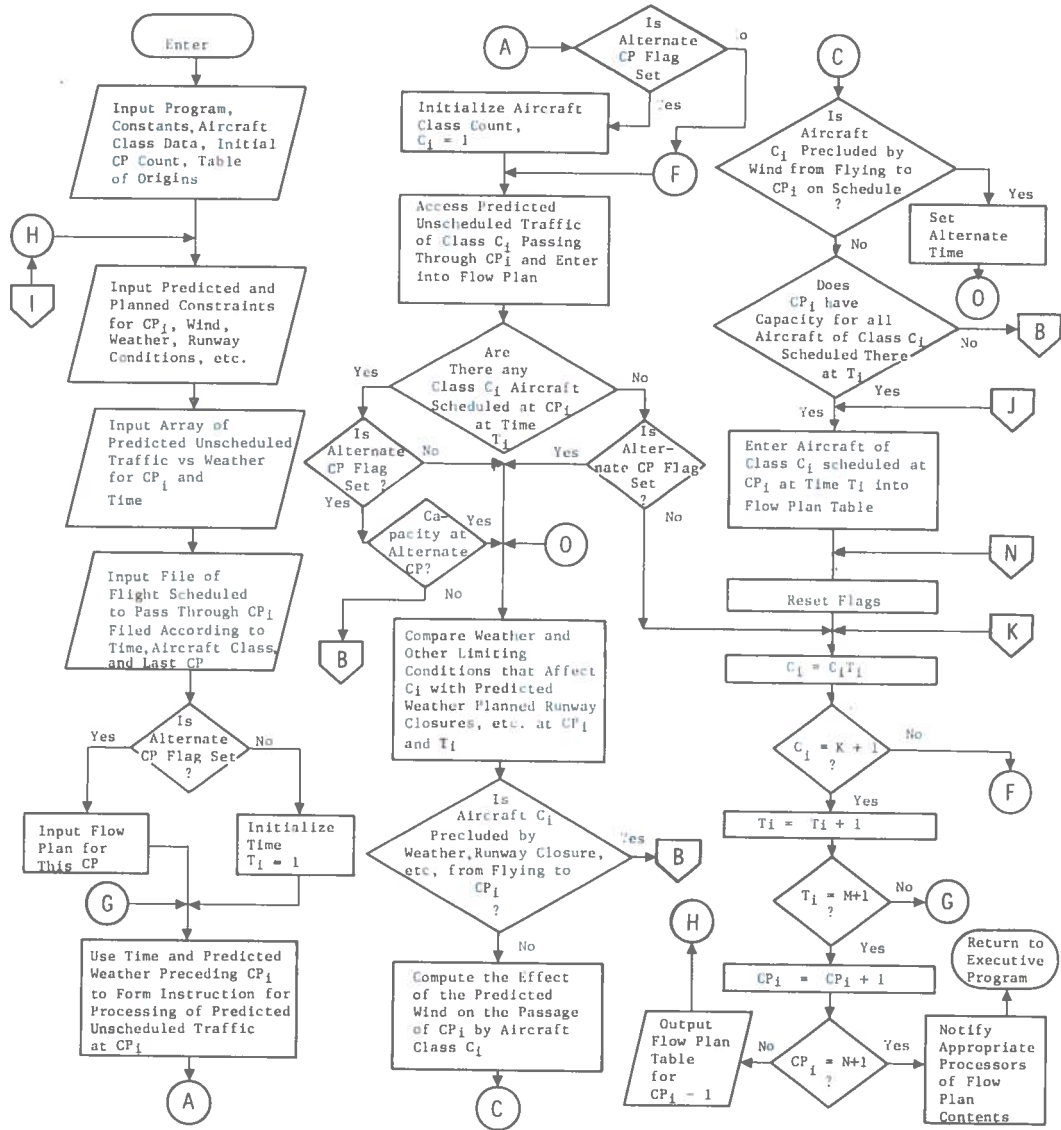 Enter
Input Program,
Constants, Aircraft
Class Data, Initial
CP Count, Table
of Origins
H
I
Input Predicted and
Planned Constraints
for CPi, Wind,
Weather, Runway
Conditions, etc.
Input Array of
Predicted Unscheduled
Traffic vs Weather
for CPi and
Time
Input File of
Flight Scheduled
to Pass Through CPi
Filed According to
Time, Aircraft Class,
and Last CP
Is
Alternate
CP Flag Set
?
Yes
No
Input Flow
Plan for
This CP
Initialize
Time
Ti = 1
G
Use Time and Predicted
Weather Preceding CPi
to Form Instruction for
Processing of Predicted
Unscheduled Traffic
at CPi
A
A
Is
Alternate
CP Flag
Set
Yes
Initialize Aircraft
Class Count,
Ci = 1
F
Access Predicted
Unscheduled Traffic
of Class Ci Passing
Through CPi and Enter
into Flow Plan
Are
There any
Class Ci Aircraft
Scheduled at CPi
at Time
Ti
Yes
No
Is
Alternate
CP Flag
Set ?
No
Yes
Is
Alter-
nate CP Flag
Set
?
Yes
No
Ca-
pacity at
Alternate
CP?
Yes
No
O
B
Compare Weather and
Other Limiting
Conditions that Affect
Ci with Predicted
Weather Planned Runway
Closures, etc. at CPi
and Ti
Is
Aircraft Ci
Precluded by
Weather, Runway Closure,
etc, from Flying to
CPi
?
Yes
B
No
Compute the Effect
of the Predicted
Wind on the Passage
of CPi by Aircraft
Class Ci
C
C
Is
Aircraft
Ci Precluded by
Wind from Flying to
CPi on Schedule
?
Yes
Set
Alternate
Time
O
No
Does
CPi have
Capacity for all
Aircraft of Class Ci
Scheduled There
at Ti
No
B
Yes
Yes
J
Enter Aircraft of
Class Ci scheduled at
CPi at Time Ti into
Flow Plan Table
N
Reset Flags
K
Ci = CiTi
Ci = K + 1
?
No
F
Yes
Ti = Ti + 1
Ti = M+1
?
No
G
Yes
CPi = CPi + 1
CPi = N+1
?
No
Yes
Output
Flow Plan
Table
for
CPi - 1
H
Notify
Appropriate
Processors
of Flow
Plan
Contents
Return to
Executive
Program